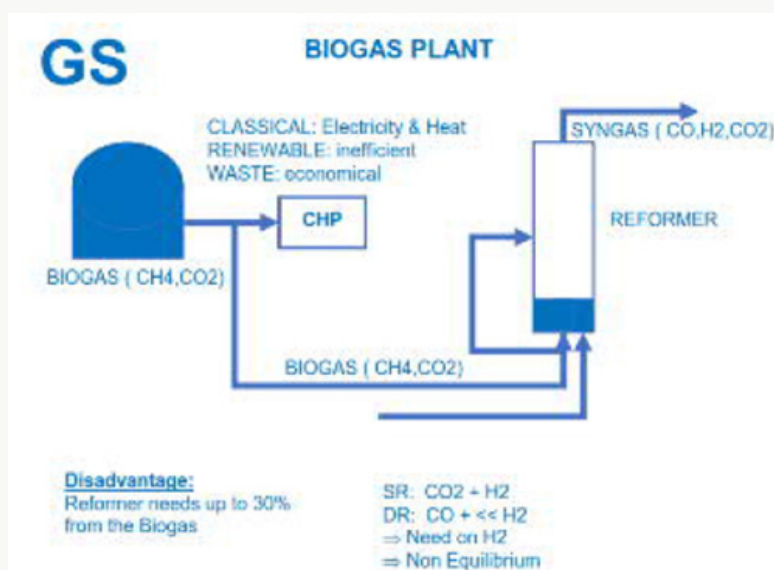 GS
BIOGAS PLANT
CLASSICAL: Electricity & Heat
RENEWABLE: inefficient
WASTE: economical
SYNGAS ( CO,H2,CO2)
CHP
REFORMER
BIOGAS ( CH4,CO2)
BIOGAS ( CH4,CO2)
Disadvantage:
Reformer needs up to 30%
from the Biogas
SR: CO2 + H2
DR: CO + << H2
⇒ Need on H2
⇒ Non Equilibrium